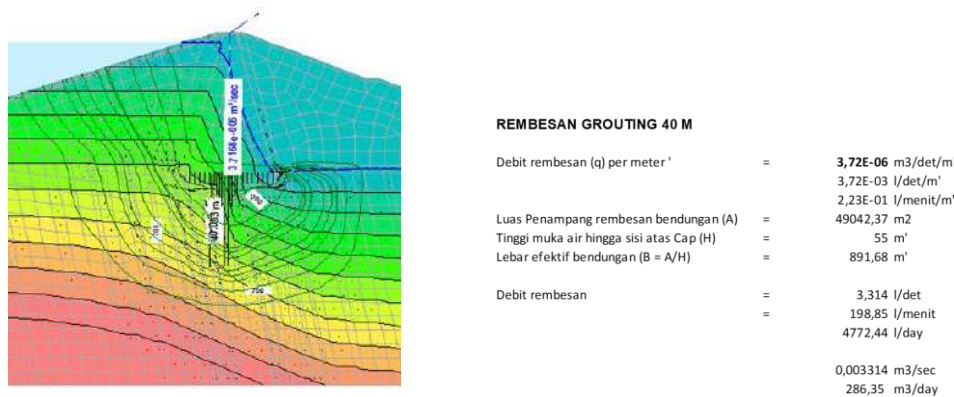 3,7168e-006 m³/sec
REMBESAN GROUTING 40 M
Debit rembesan (q) per meter ' = 3,72E-06 m3/det/m'
3,72E-03 l/det/m'
2,23E-01 l/menit/m'
Luas Penampang rembesan bendungan (A) = 49042,37 m2
Tinggi muka air hingga sisi atas Cap (H) = 55 m'
Lebar efektif bendungan (B = A/H) = 891,68 m'
Debit rembesan = 3,314 l/det
= 198,85 l/menit
4772,44 l/day
0,003314 m3/sec
286,35 m3/day